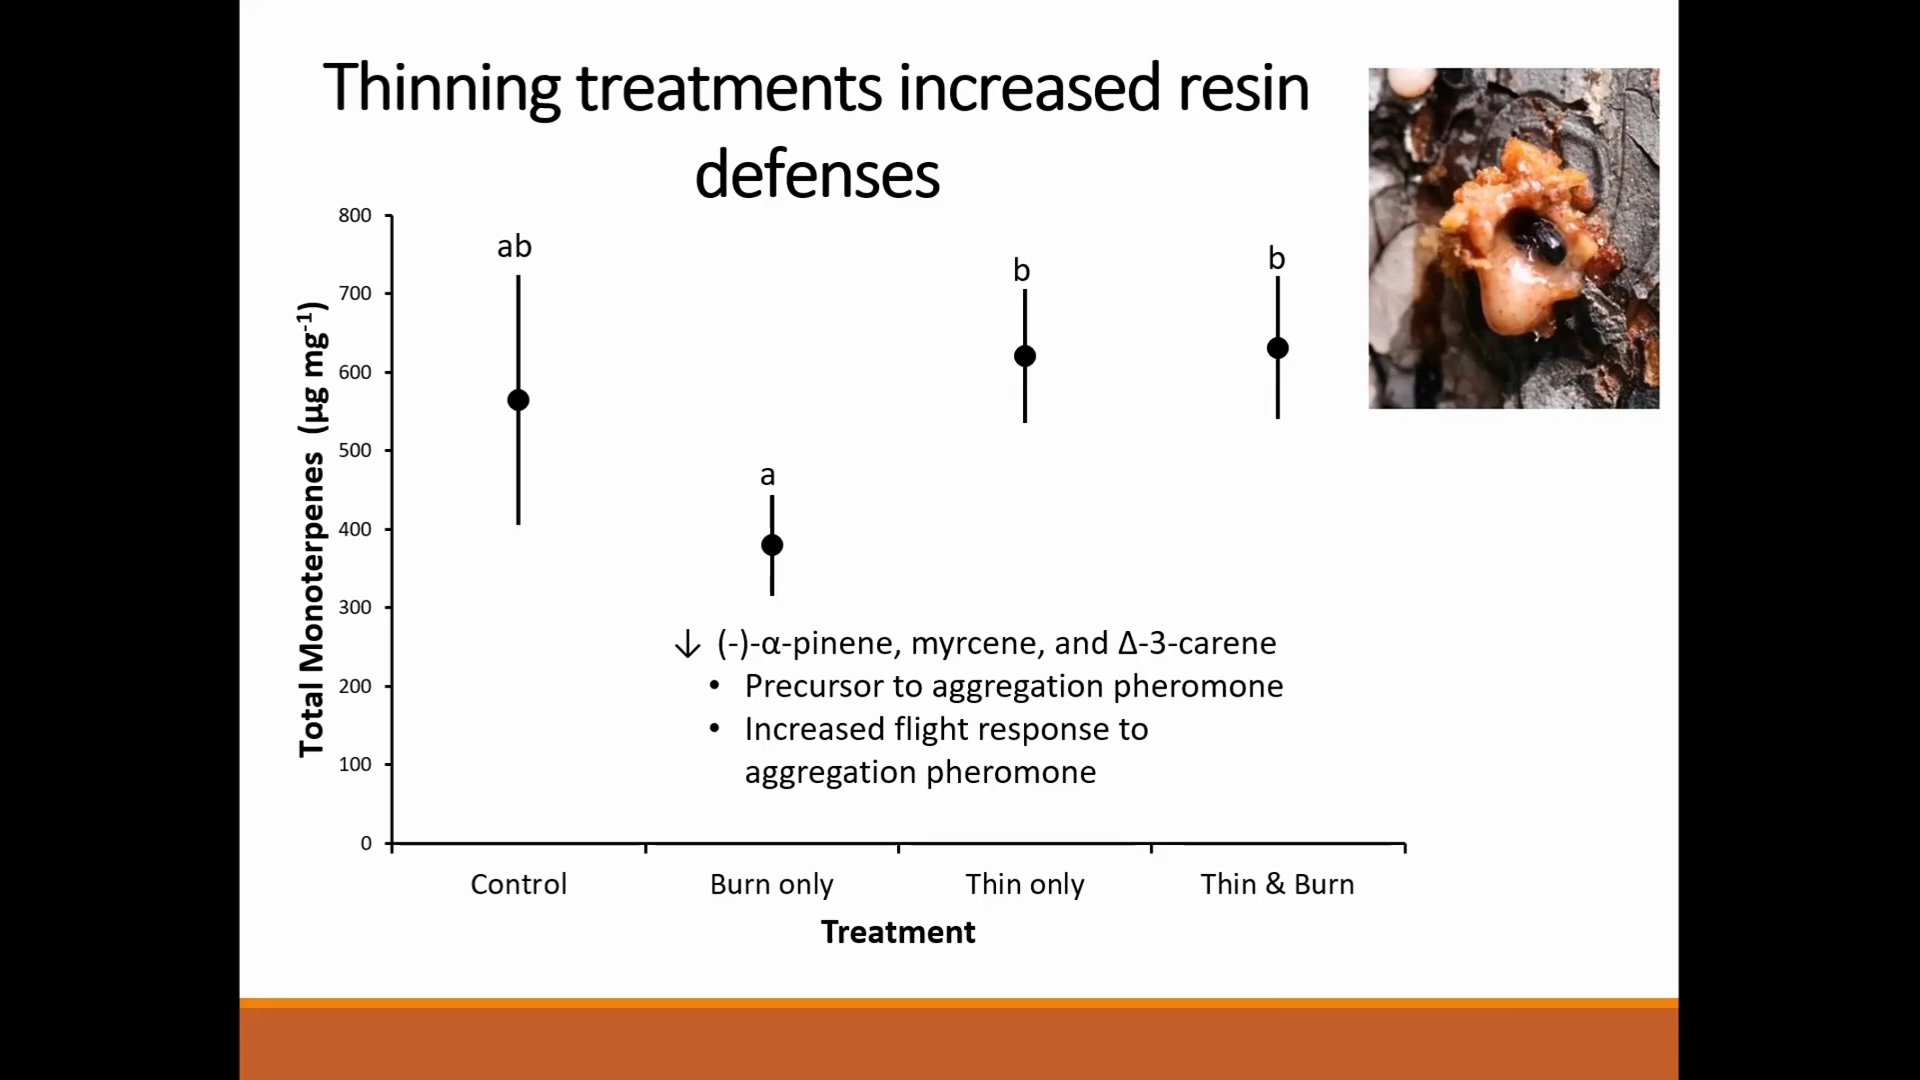 Thinning treatments increased resin
defenses
Total Monoterpenes (µg mg⁻¹)
800
700
600
500
400
300
200
100
0
ab
a
b
b
↓ (-)-α-pinene, myrcene, and Δ-3-carene
• Precursor to aggregation pheromone
• Increased flight response to
aggregation pheromone
Control
Burn only
Thin only
Thin & Burn
Treatment